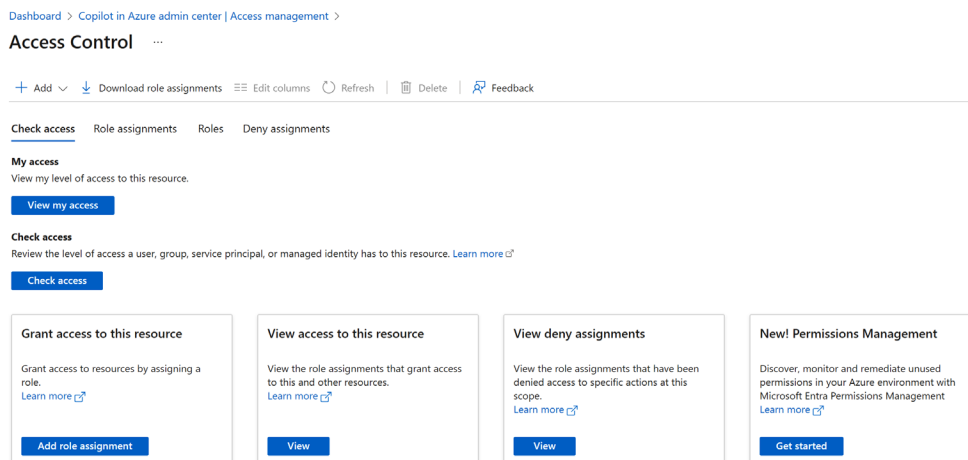 Dashboard > Copilot in Azure admin center | Access management >
Access Control ...
Add Download role assignments Edit columns Refresh Delete Feedback
Check access Role assignments Roles Deny assignments
My access
View my level of access to this resource.
View my access
Check access
Review the level of access a user, group, service principal, or managed identity has to this resource. Learn more
Check access
Grant access to this resource
Grant access to resources by assigning a
role.
Learn more
Add role assignment
View access to this resource
View the role assignments that grant access
to this and other resources.
Learn more
View
View deny assignments
View the role assignments that have been
denied access to specific actions at this
scope.
Learn more
View
New! Permissions Management
Discover, monitor and remediate unused
permissions in your Azure environment with
Microsoft Entra Permissions Management
Learn more
Get started